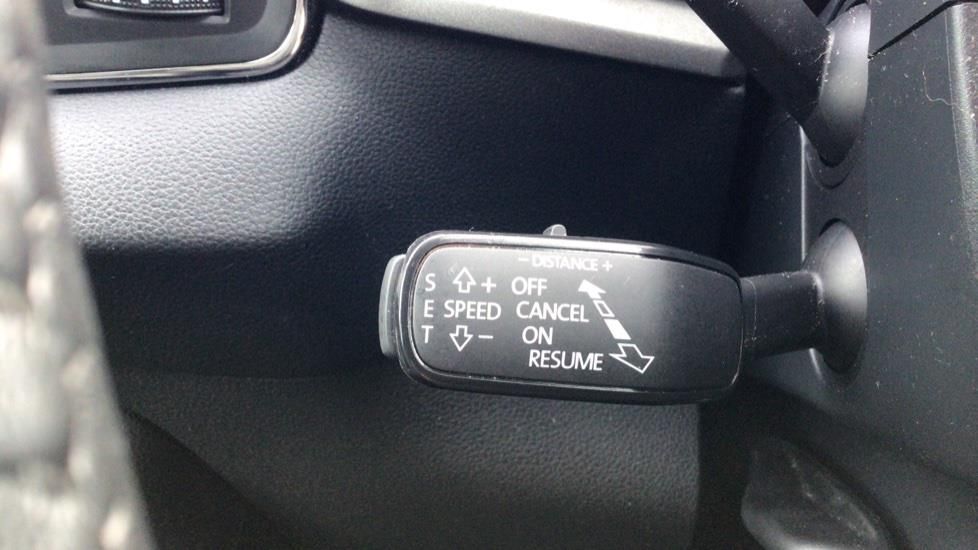 - DISTANCE +
S + OFF
E SPEED CANCEL
T - ON
RESUME